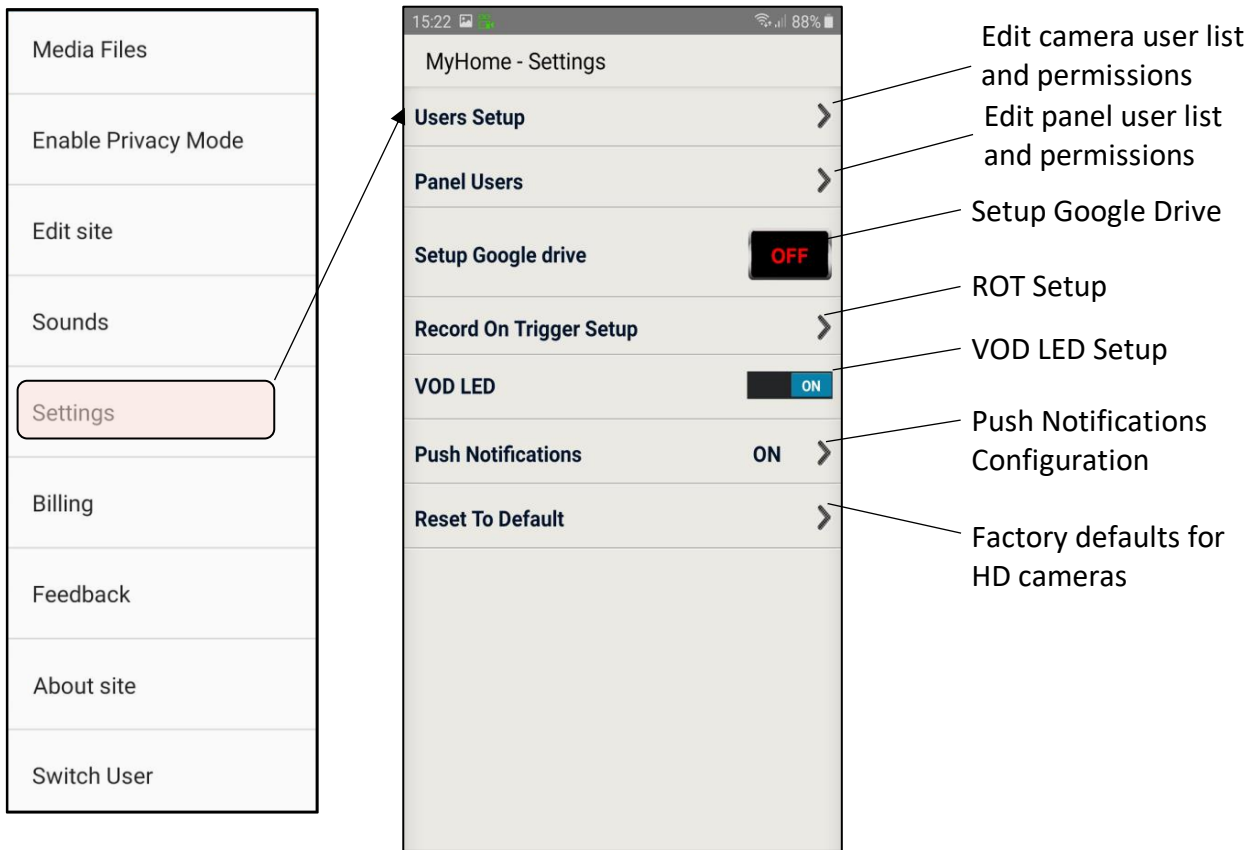 Media Files
Enable Privacy Mode
Edit site
Sounds
Settings
Billing
Feedback
About site
Switch User
15:22 88%
MyHome - Settings
Users Setup
Panel Users
Setup Google drive OFF
Record On Trigger Setup
VOD LED ON
Push Notifications ON
Reset To Default
Edit camera user list
and permissions
Edit panel user list
and permissions
Setup Google Drive
ROT Setup
VOD LED Setup
Push Notifications
Configuration
Factory defaults for
HD cameras